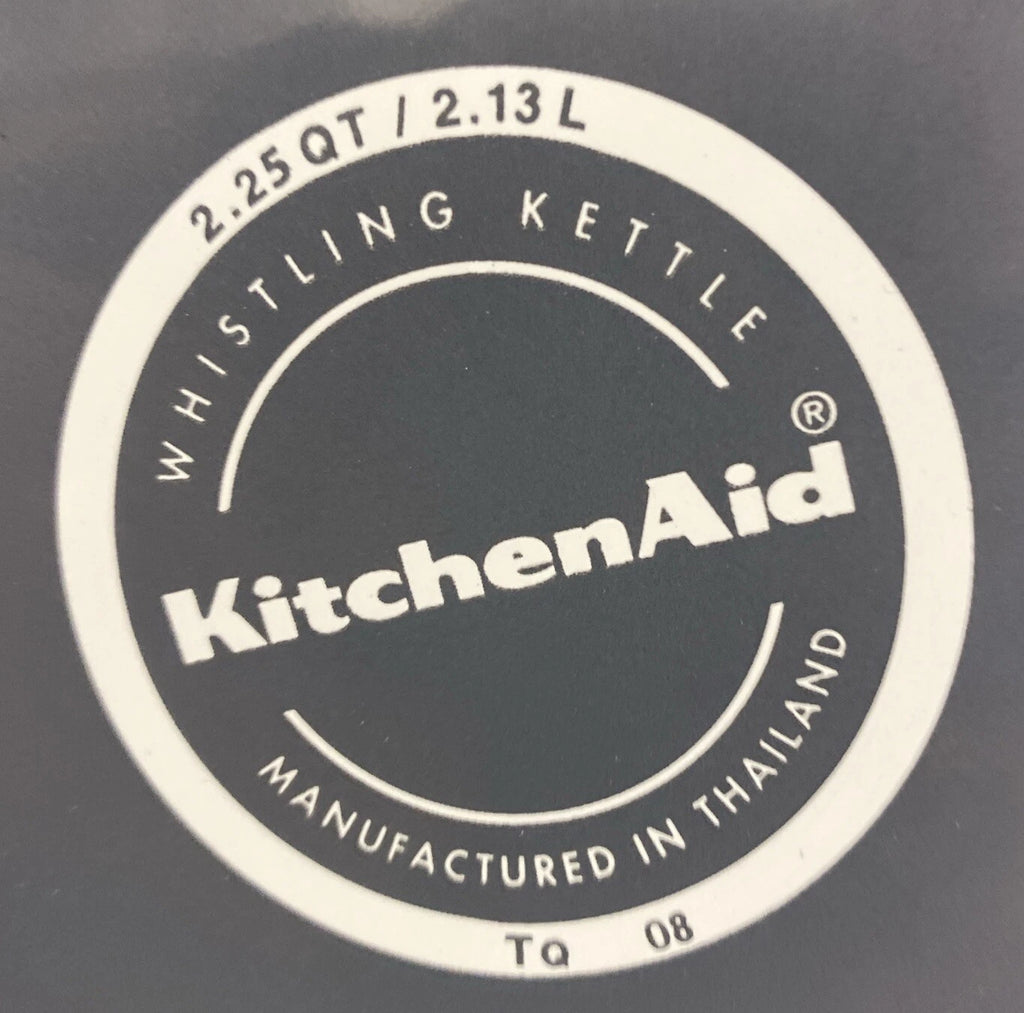 2.25 QT / 2.13 L
WHISTLING KETTLE
KitchenAid®
MANUFACTURED IN THAILAND
TQ 08